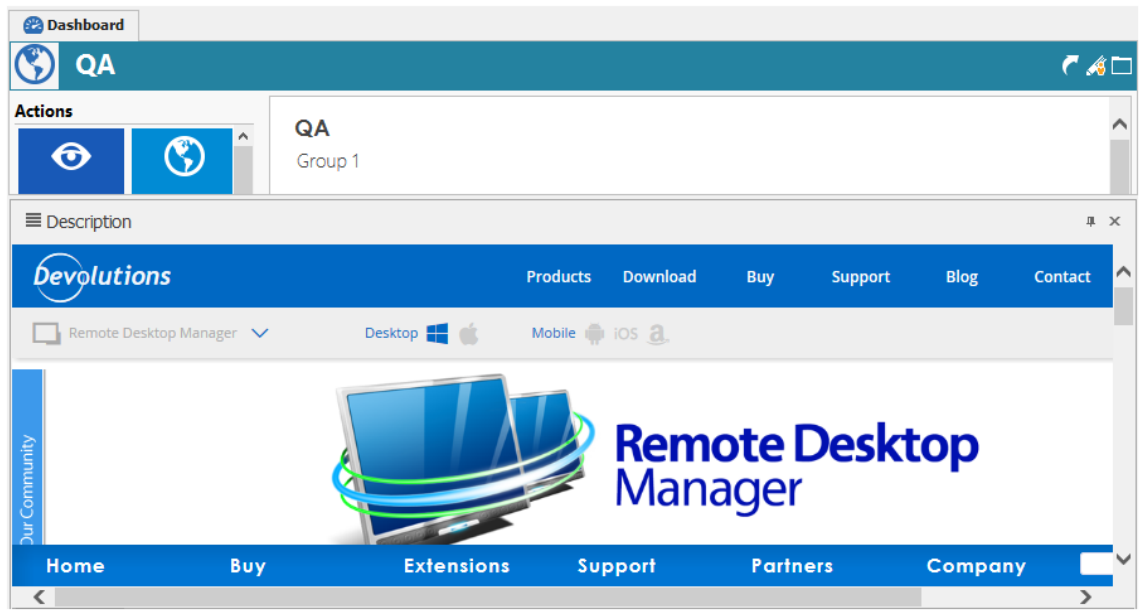 Dashboard
QA
Actions
QA
Group 1
Description
Devolutions
Products Download Buy Support Blog Contact
Remote Desktop Manager Desktop Mobile iOS a
Our Community
Remote Desktop
Manager
Home Buy Extensions Support Partners Company